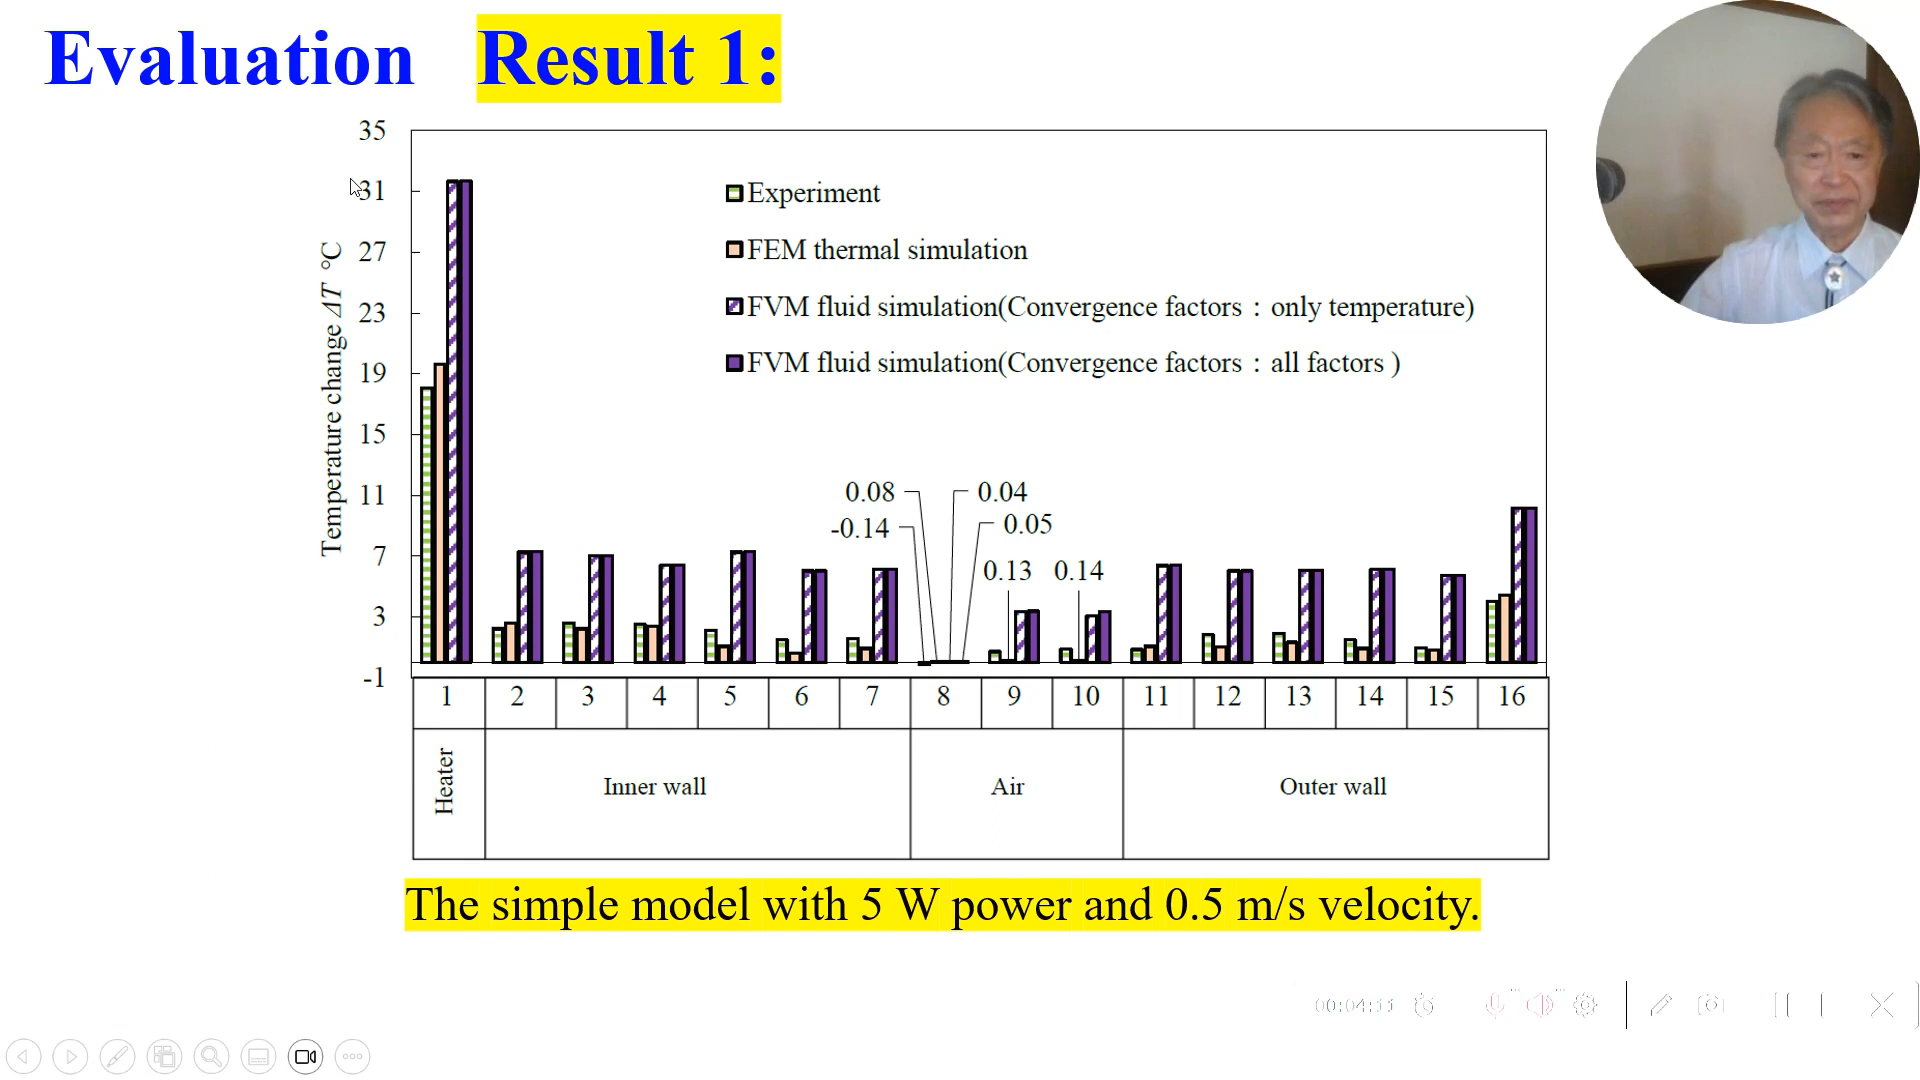 Evaluation Result 1:
35
31
27
23
19
15
11
7
3
-1
Temperature change ΔT °C
Experiment
FEM thermal simulation
FVM fluid simulation(Convergence factors：only temperature)
FVM fluid simulation(Convergence factors：all factors )
0.08
0.04
-0.14
0.05
0.13
0.14
1 2 3 4 5 6 7 8 9 10 11 12 13 14 15 16
Heater
Inner wall
Air
Outer wall
The simple model with 5 W power and 0.5 m/s velocity.